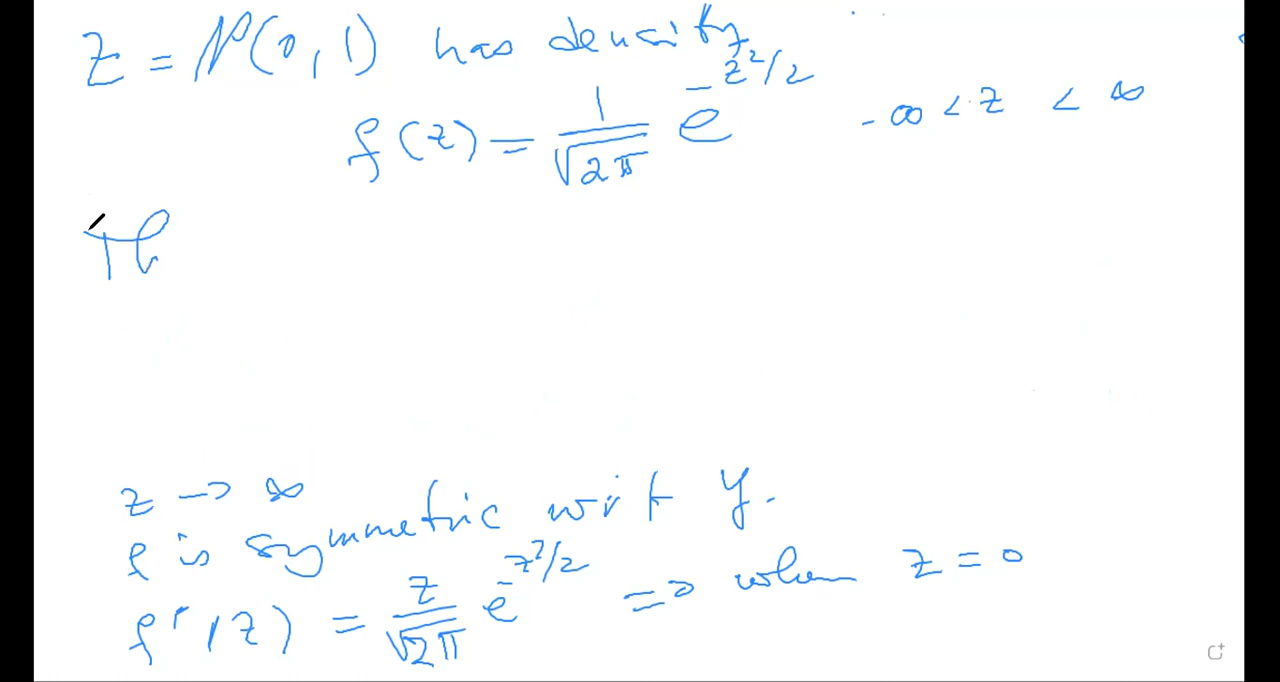 Z = N(0,1) has density
f(z) = 1/√2π e^-z²/2 -∞ < z < ∞
Th
z → ∞
f is symmetric wrt y.
f'(z) = z/√2π e^-z²/2 => when z = 0